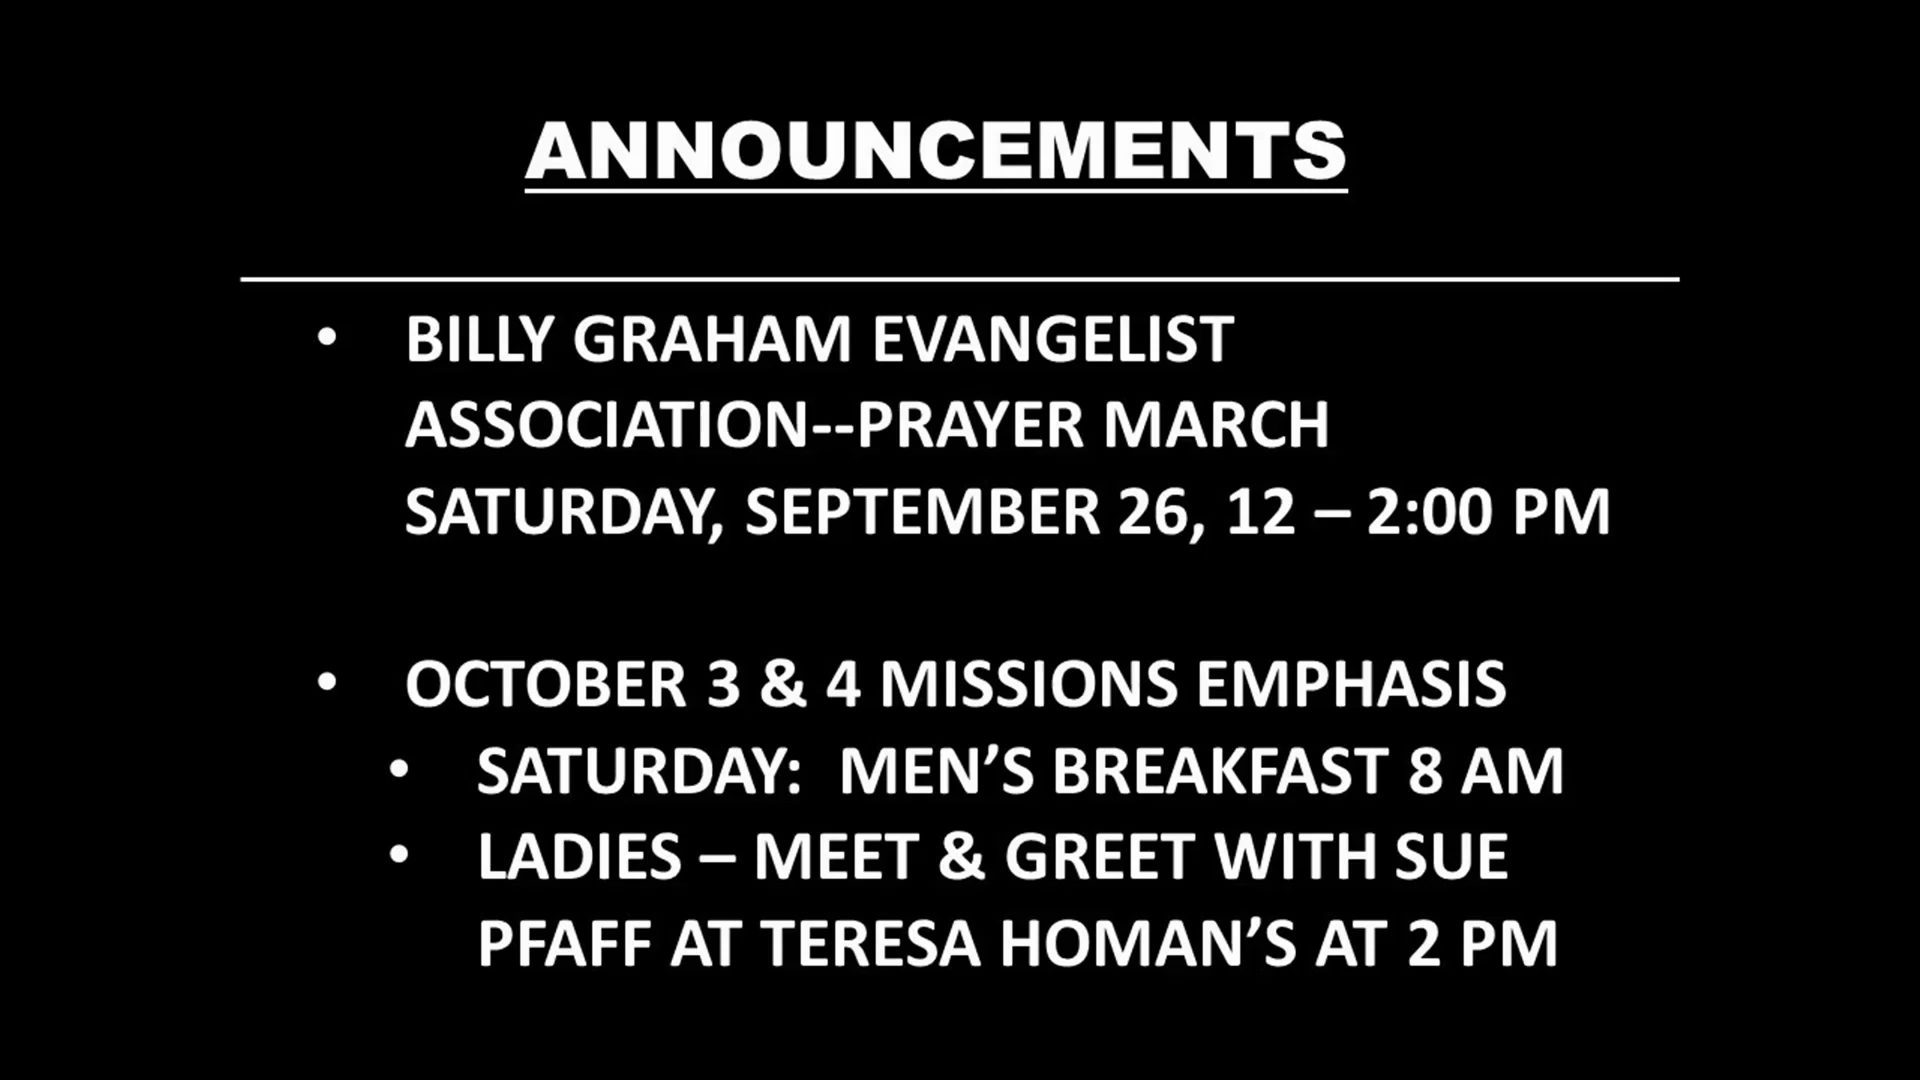 ANNOUNCEMENTS
• BILLY GRAHAM EVANGELIST
ASSOCIATION--PRAYER MARCH
SATURDAY, SEPTEMBER 26, 12 – 2:00 PM
• OCTOBER 3 & 4 MISSIONS EMPHASIS
• SATURDAY:  MEN’S BREAKFAST 8 AM
• LADIES – MEET & GREET WITH SUE
PFAFF AT TERESA HOMAN’S AT 2 PM